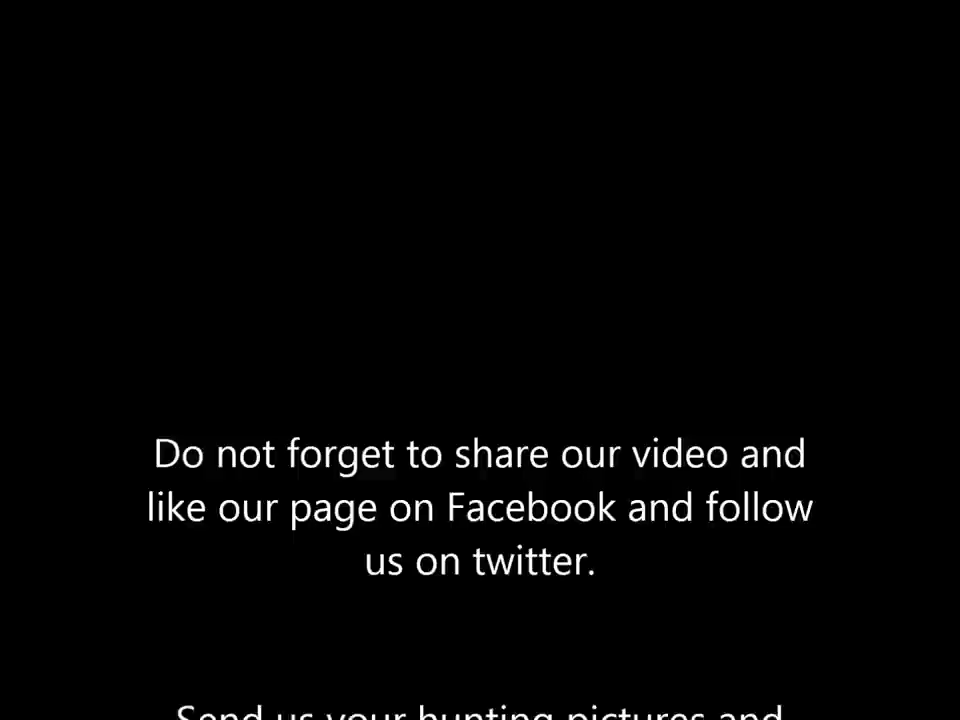 Do not forget to share our video and
like our page on Facebook and follow
us on twitter.
Send us your hunting pictures and